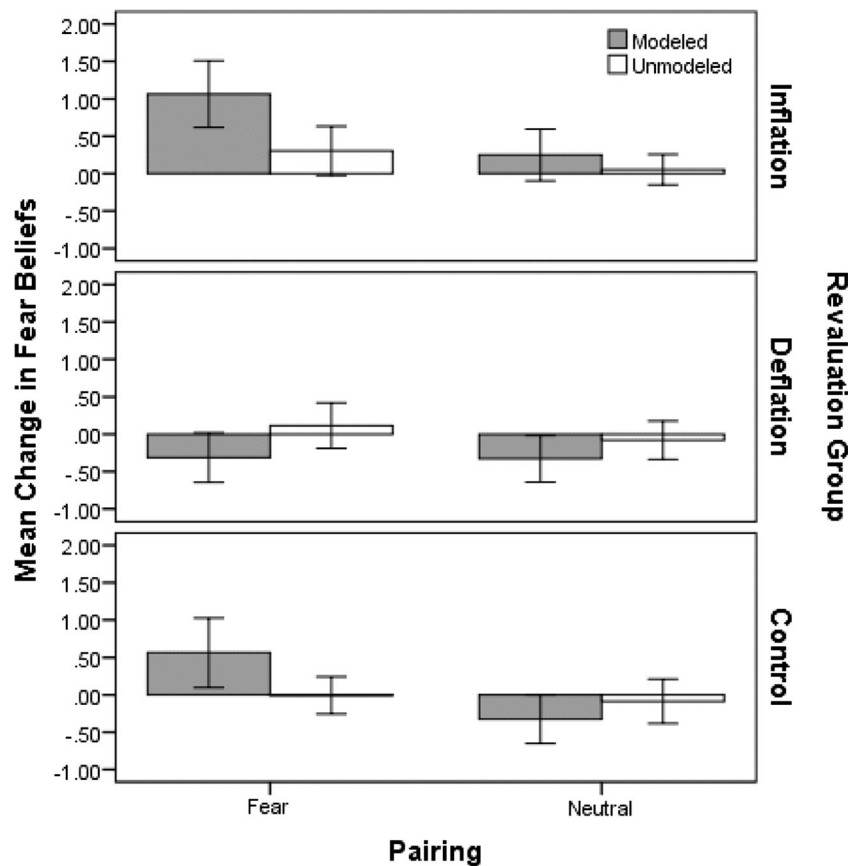 Mean Change in Fear Beliefs
2.00
1.50
1.00
.50
.00
-.50
-1.00
Modeled
Unmodeled
Inflation
2.00
1.50
1.00
.50
.00
-.50
-1.00
Deflation
2.00
1.50
1.00
.50
.00
-.50
-1.00
Control
Revaluation Group
Fear
Neutral
Pairing